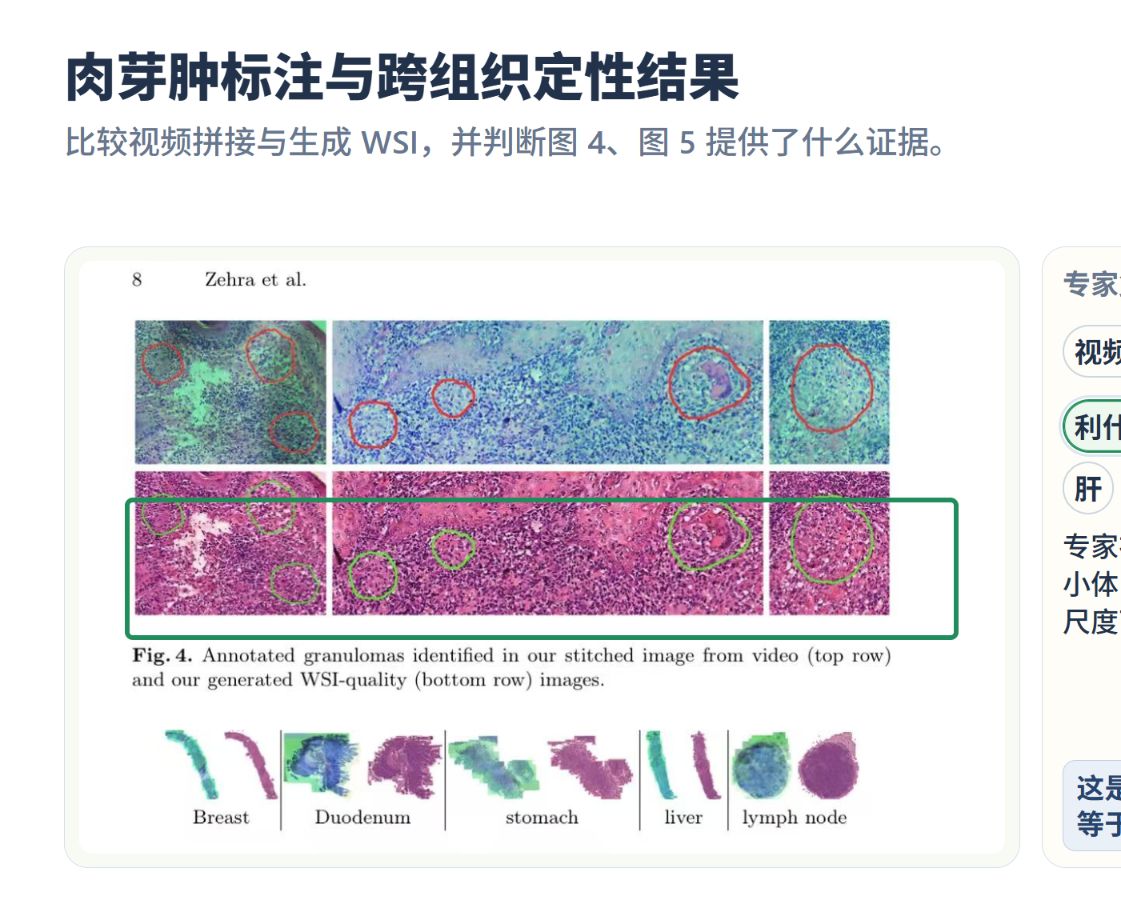 肉芽肿标注与跨组织定性结果
比较视频拼接与生成 WSI，并判断图 4、图 5 提供了什么证据。
8 Zehra et al.
Fig. 4. Annotated granulomas identified in our stitched image from video (top row)
and our generated WSI-quality (bottom row) images.
Breast Duodenum stomach liver lymph node
专家
视频
利什
肝
专家
小体
尺度
这是
等于